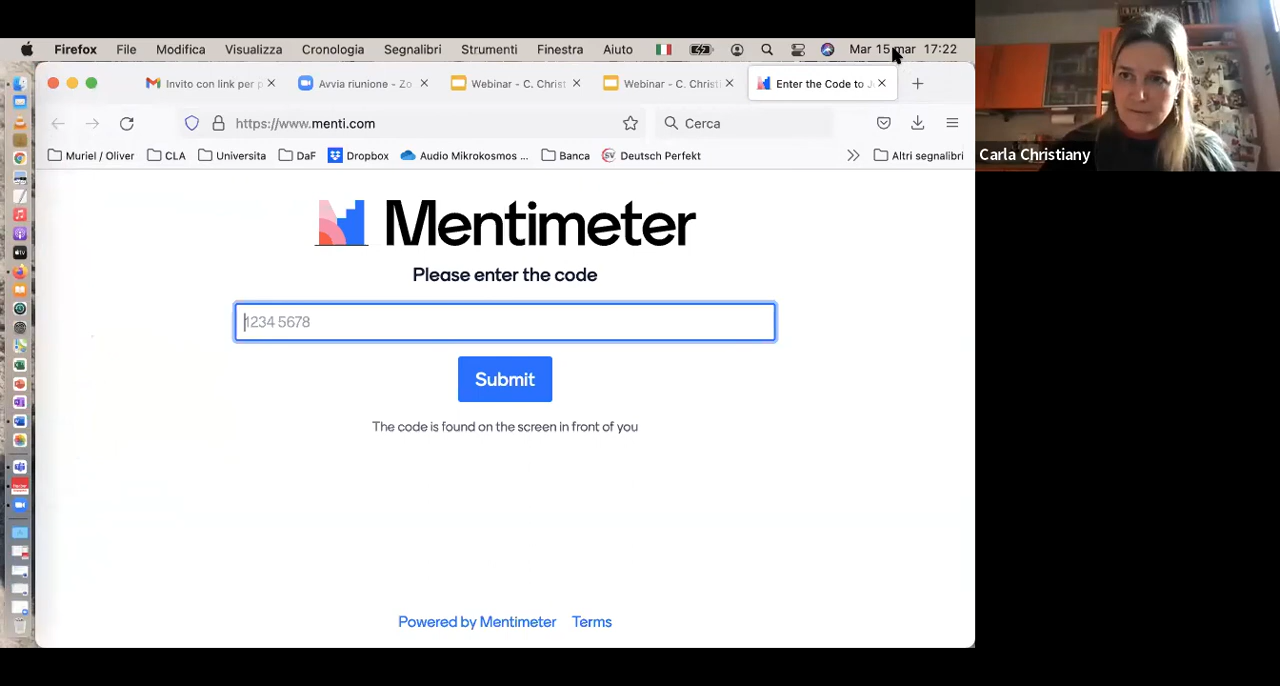 Firefox File Modifica Visualizza Cronologia Segnalibri Strumenti Finestra Aiuto Mar 15 mar 17:22
Invito con link per p Avvia riunione - Zo Webinar - C. Christ Webinar - C. Christi Enter the Code to J
https://www.menti.com Cerca
Muriel / Oliver CLA Universita DaF Dropbox Audio Mikrokosmos ... Banca Deutsch Perfekt Altri segnalibri
Carla Christiany
Mentimeter
Please enter the code
1234 5678
Submit
The code is found on the screen in front of you
Powered by Mentimeter Terms